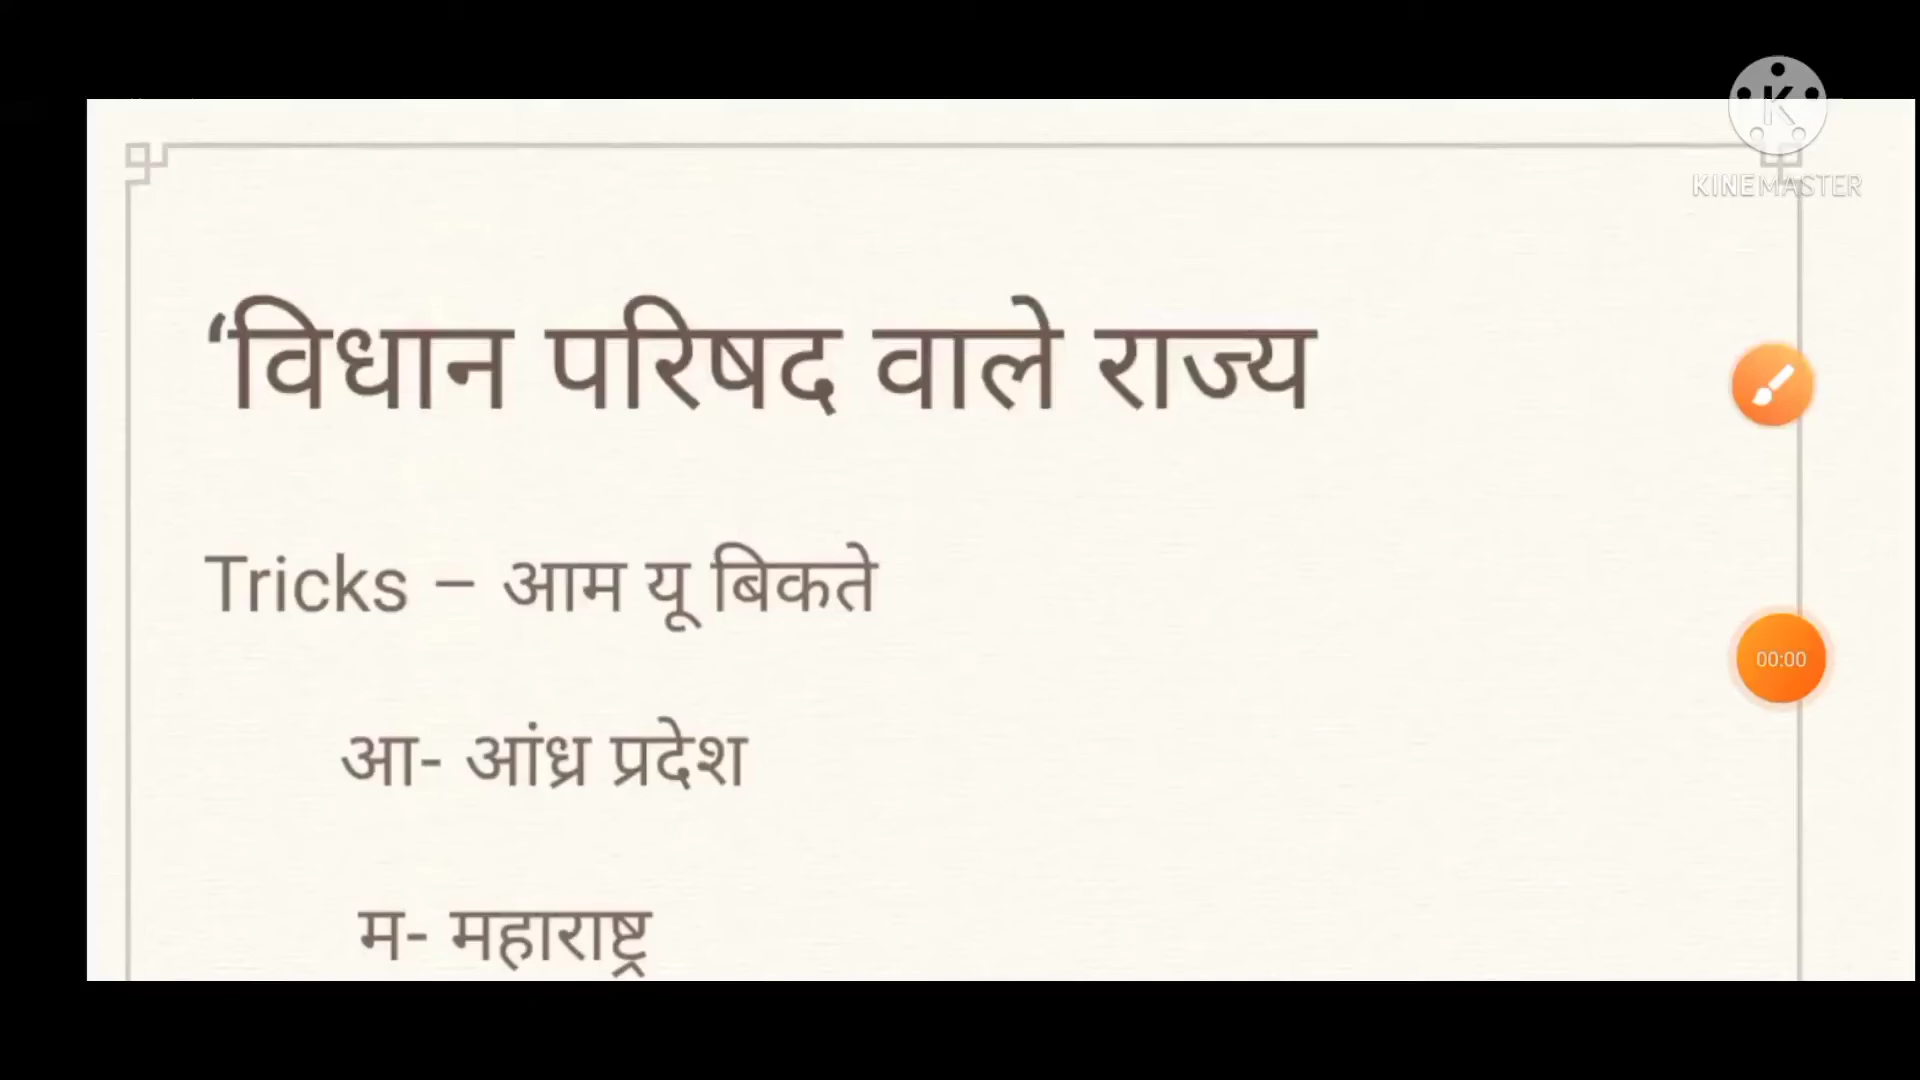 KINEMASTER
‘विधान परिषद वाले राज्य
Tricks – आम यू बिकते
00:00
आ- आंध्र प्रदेश
म- महाराष्ट्र